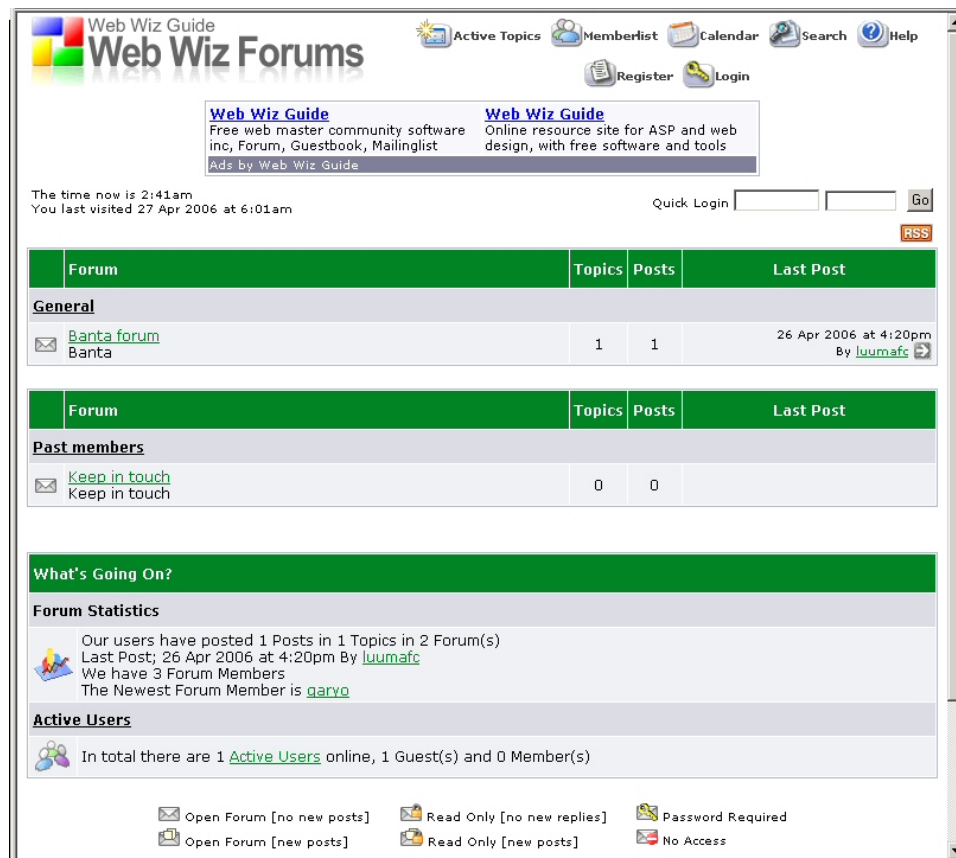 Web Wiz Guide
Web Wiz Forums
Active Topics Memberlist Calendar Search Help
Register Login
Web Wiz Guide
Free web master community software
inc, Forum, Guestbook, Mailinglist
Web Wiz Guide
Online resource site for ASP and web
design, with free software and tools
Ads by Web Wiz Guide
The time now is 2:41am
You last visited 27 Apr 2006 at 6:01am
Quick Login Go
RSS
Forum Topics Posts Last Post
General
Banta forum
Banta
1 1
26 Apr 2006 at 4:20pm
By luumafc
Forum Topics Posts Last Post
Past members
Keep in touch
Keep in touch
0 0
What's Going On?
Forum Statistics
Our users have posted 1 Posts in 1 Topics in 2 Forum(s)
Last Post; 26 Apr 2006 at 4:20pm By luumafc
We have 3 Forum Members
The Newest Forum Member is qaryo
Active Users
In total there are 1 Active Users online, 1 Guest(s) and 0 Member(s)
Open Forum [no new posts] Read Only [no new replies] Password Required
Open Forum [new posts] Read Only [new posts] No Access